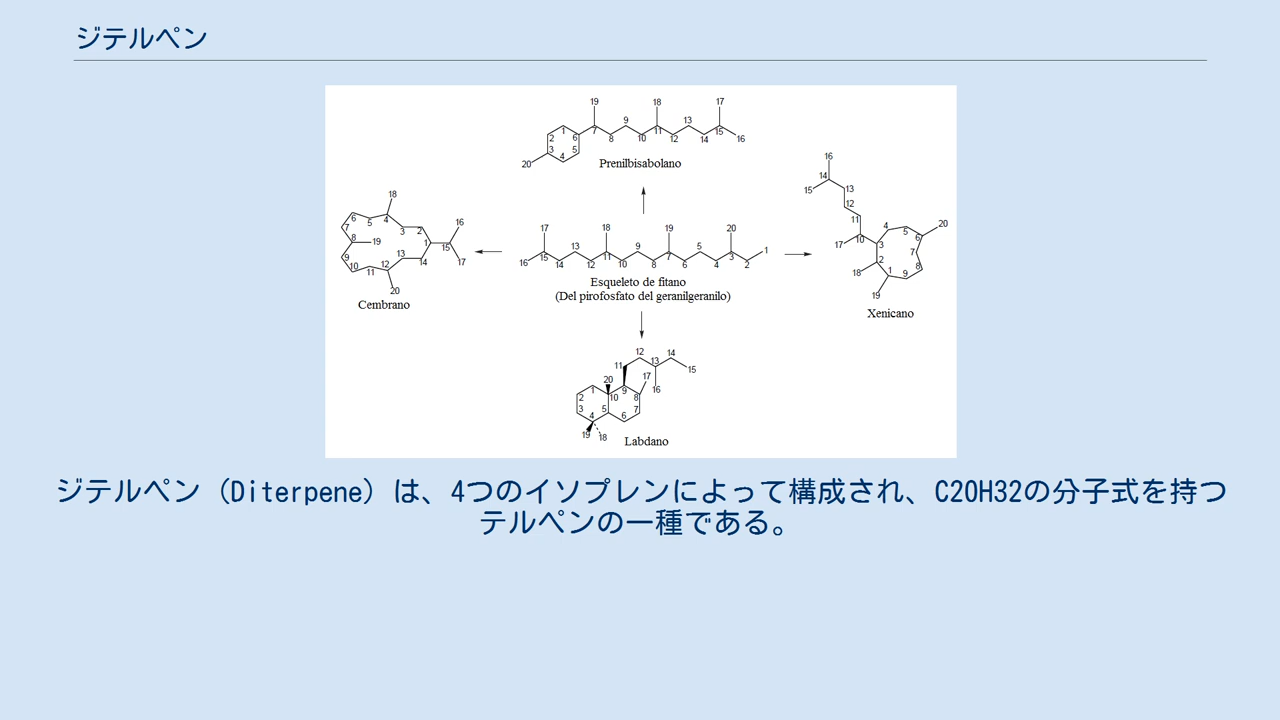 ジテルペン
19 18 17
1 9 13
2 6 7 11 15
3 5 8 10 12 14 16
20 4
Prenilbisabolano
18
6 4 16
7 5 3 2
8 19 1 15
9 13
10 12 14 17
11
20
Cembrano
17 18 19 20
13 9 5 1
15 11 7 3
16 14 12 10 8 6 4 2
Esqueleto de fitano
(Del pirofosfato del geranilgeranilo)
16
14
15 13
12
11 4 20
5 6
17 10 3 7
2
18 1 9 8
19
Xenicano
12 14
11 13 15
20 17 16
1 9
2 10 8
3 5 7
4 6
19 18
Labdano
ジテルペン（Diterpene）は、4つのイソプレンによって構成され、C20H32の分子式を持つ
テルペンの一種である。